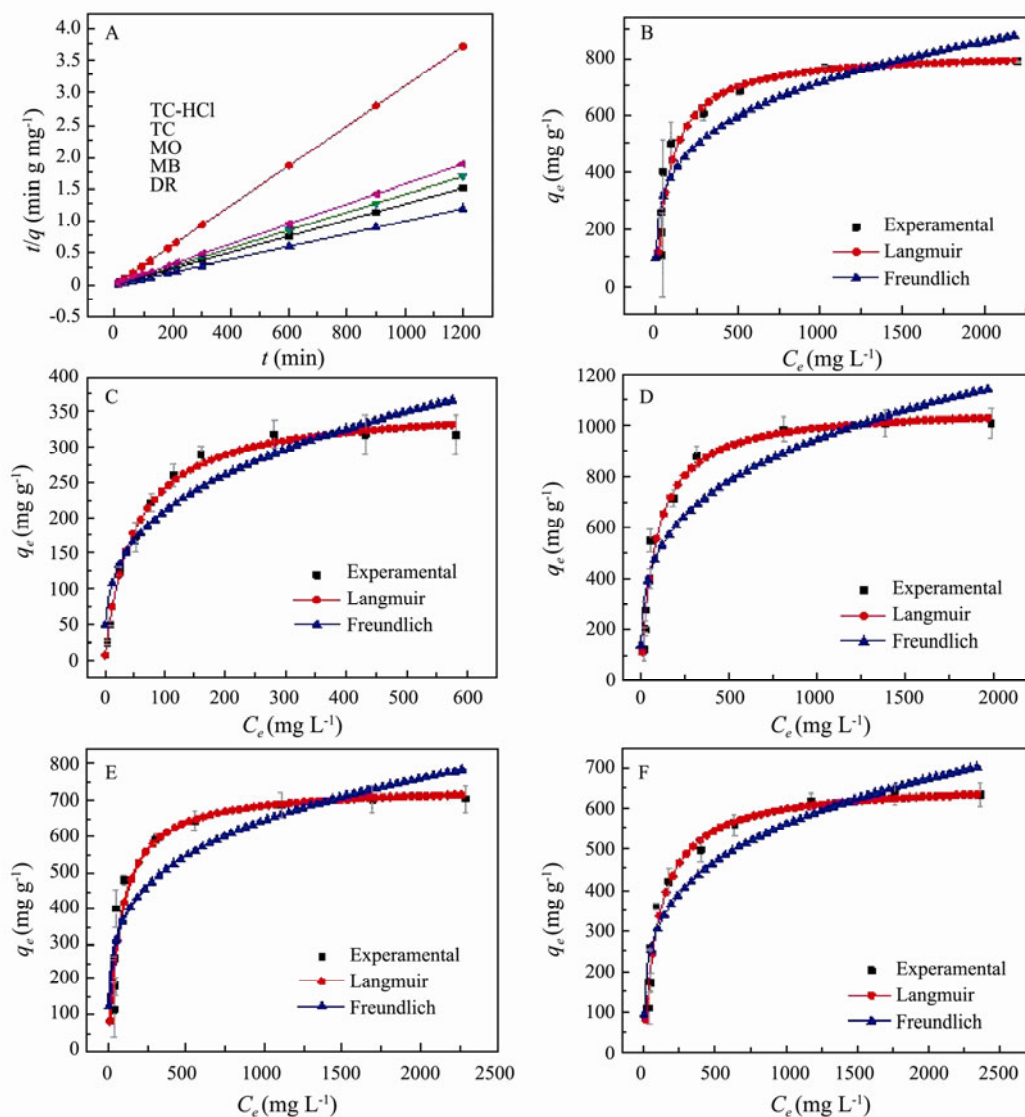 A
4.0
3.5
3.0
2.5
2.0
1.5
1.0
0.5
0
-0.5
t/q (min g mg⁻¹)
TC-HCl
TC
MO
MB
DR
0 200 400 600 800 1000 1200
t (min)
B
800
600
400
200
0
qₑ (mg g⁻¹)
Experamental
Langmuir
Freundlich
0 500 1000 1500 2000
Cₑ (mg L⁻¹)
C
400
350
300
250
200
150
100
50
0
qₑ (mg g⁻¹)
Experamental
Langmuir
Freundlich
0 100 200 300 400 500 600
Cₑ (mg L⁻¹)
D
1200
1000
800
600
400
200
0
qₑ (mg g⁻¹)
Experamental
Langmuir
Freundlich
0 500 1000 1500 2000
Cₑ (mg L⁻¹)
E
800
700
600
500
400
300
200
100
0
qₑ (mg g⁻¹)
Experamental
Langmuir
Freundlich
0 500 1000 1500 2000 2500
Cₑ (mg L⁻¹)
F
700
600
500
400
300
200
100
0
qₑ (mg g⁻¹)
Experamental
Langmuir
Freundlich
0 500 1000 1500 2000 2500
Cₑ (mg L⁻¹)